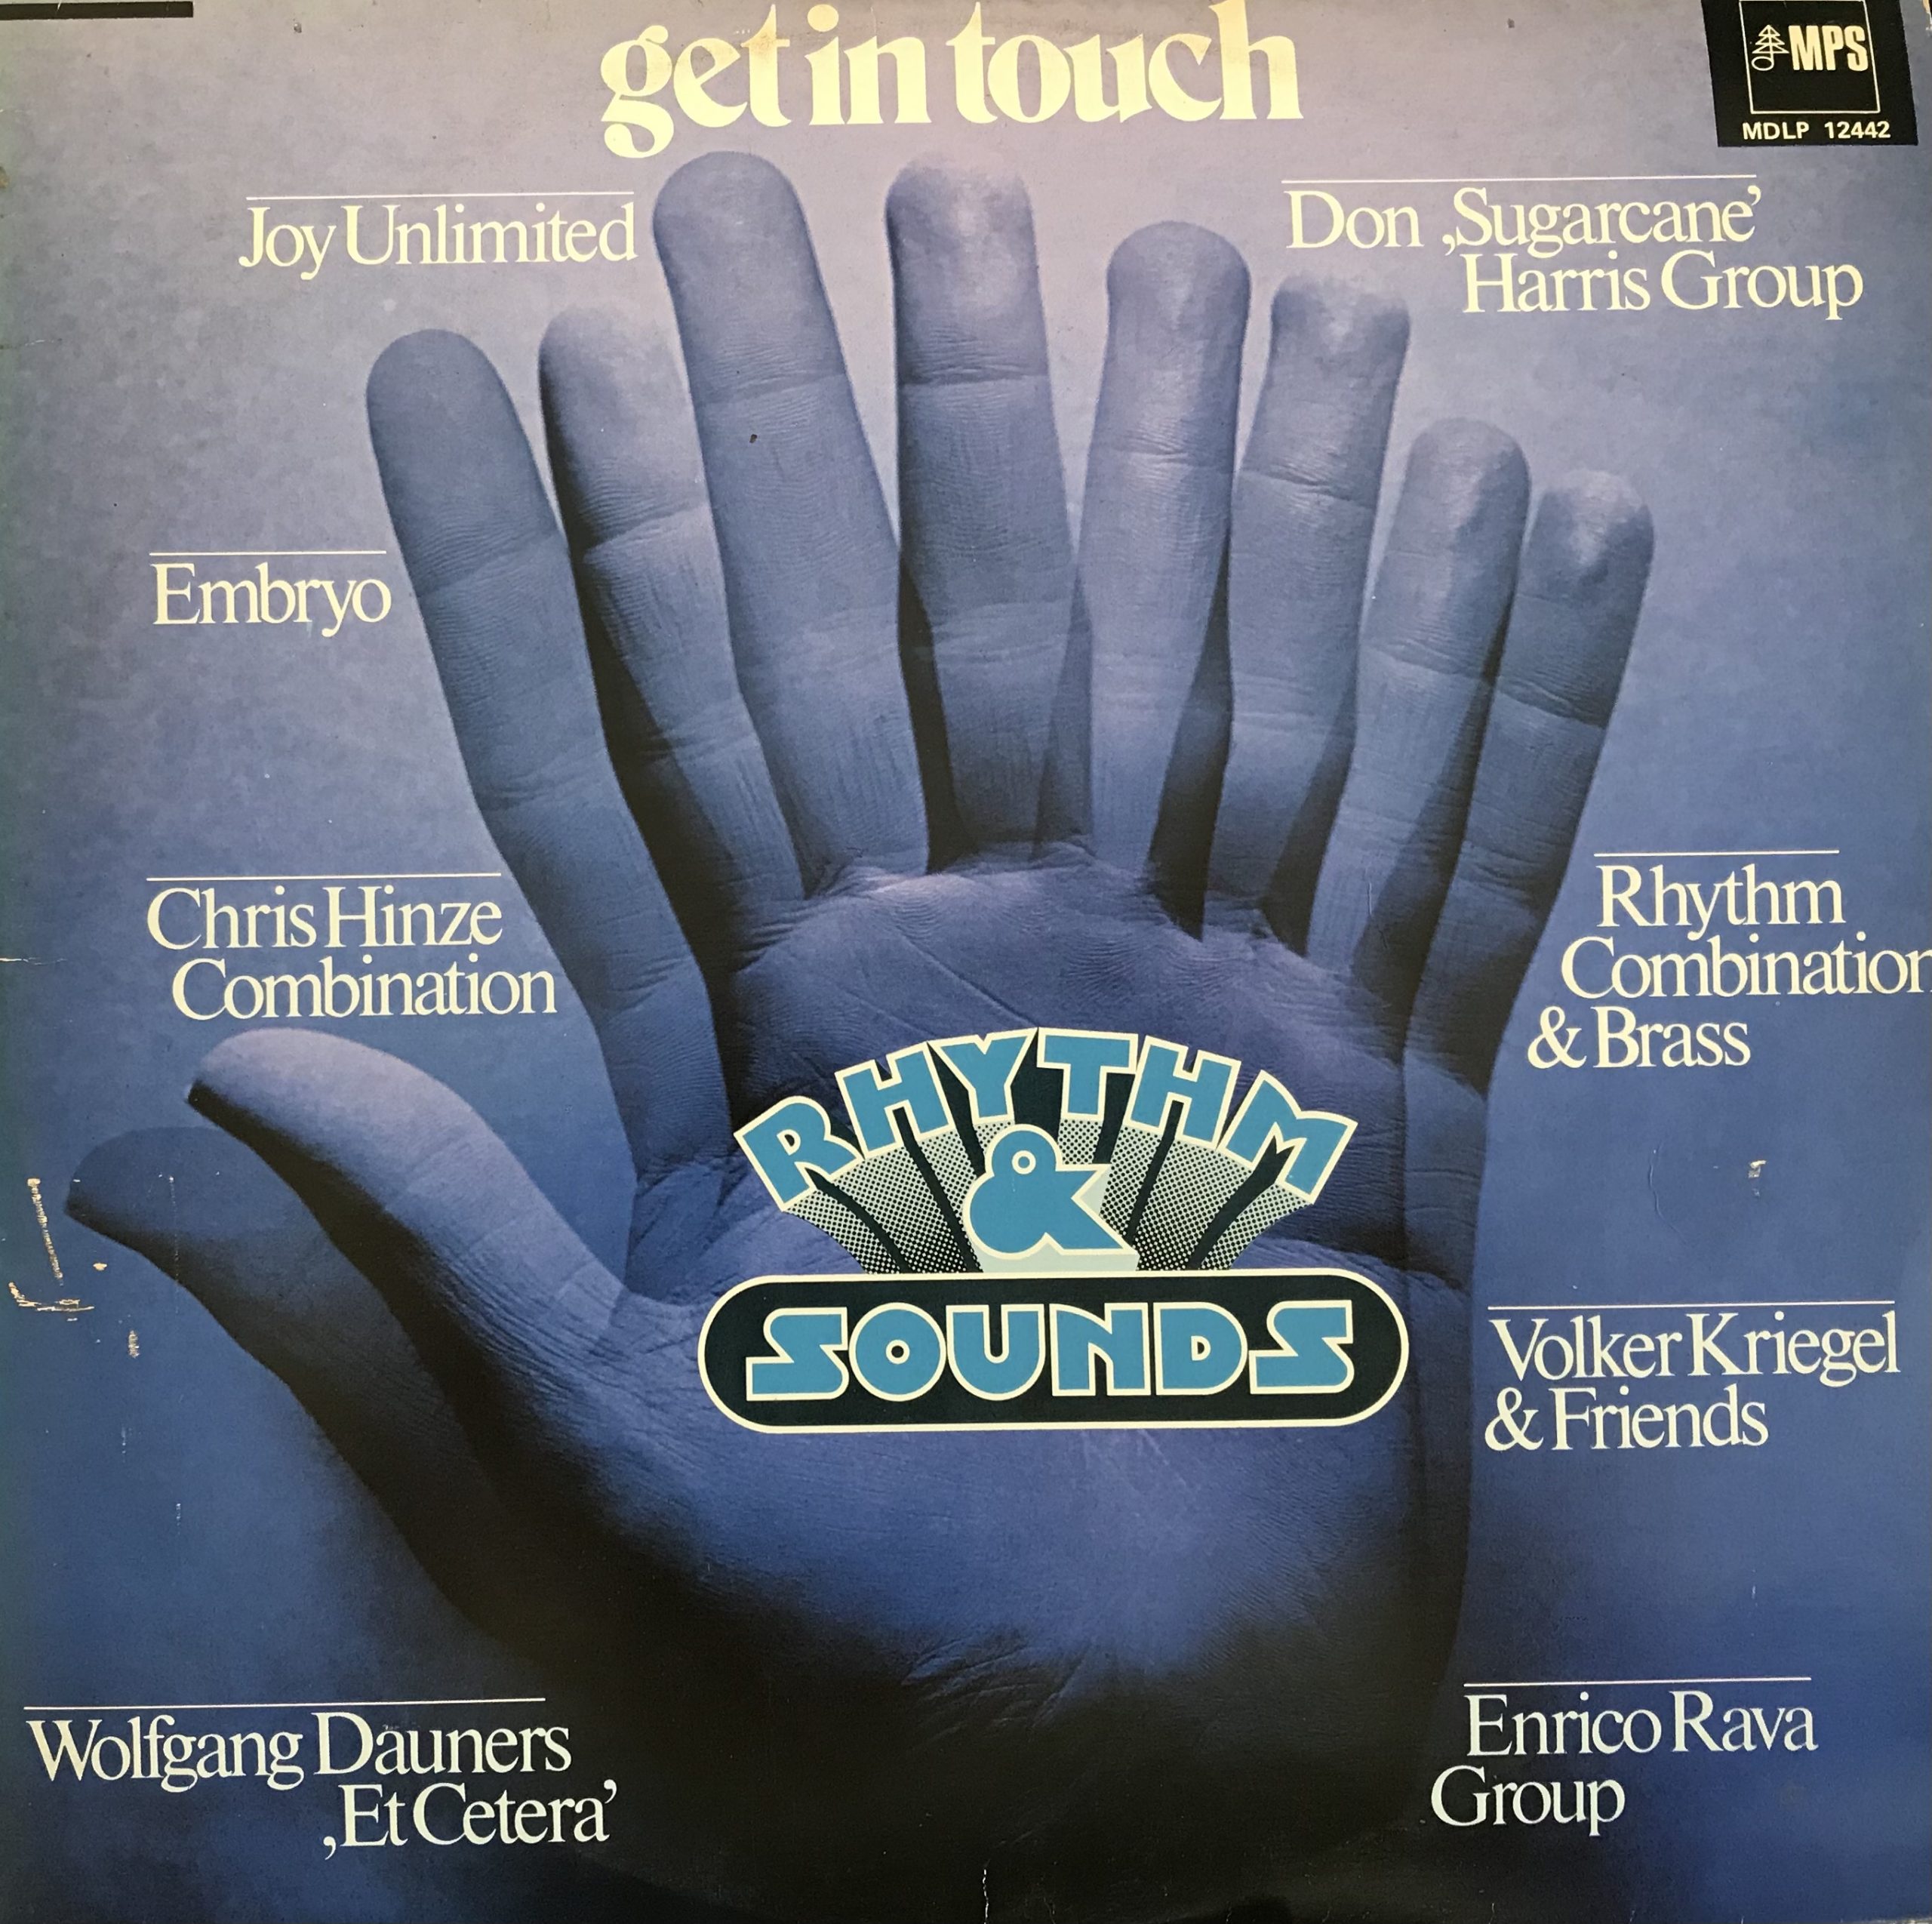 get in touch
MPS
MDLP 12442
Joy Unlimited
Don ‚Sugarcane’
Harris Group
Embryo
Chris Hinze
Combination
Rhythm
Combination
& Brass
RHYTHM
&
SOUNDS
Volker Kriegel
& Friends
Wolfgang Dauners
‚Et Cetera’
Enrico Rava
Group